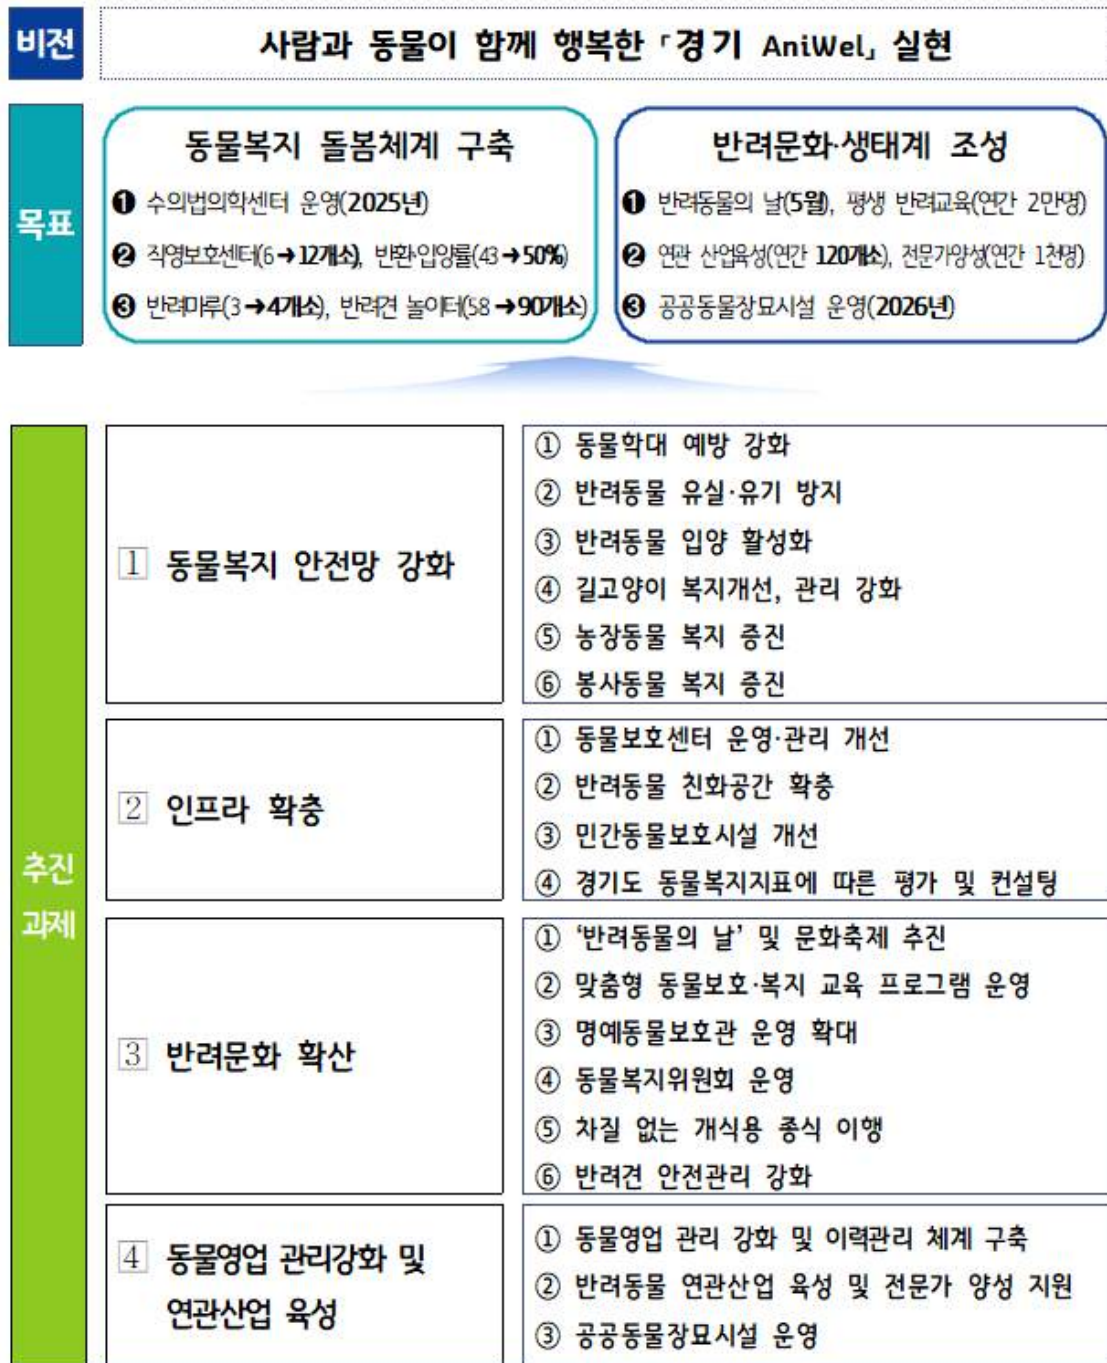 비전
사람과 동물이 함께 행복한 「경기 AniWel」 실현
목표
동물복지 돌봄체계 구축
❶ 수의법의학센터 운영(2025년)
❷ 직영보호센터(6→12개소), 반환·입양률(43→50%)
❸ 반려마루(3→4개소), 반려견 놀이터(58→90개소)
반려문화·생태계 조성
❶ 반려동물의 날(5월), 평생 반려교육(연간 2만명)
❷ 연관 산업육성(연간 120개소), 전문가양성(연간 1천명)
❸ 공공동물장묘시설 운영(2026년)
추진
과제
1 동물복지 안전망 강화
① 동물학대 예방 강화
② 반려동물 유실·유기 방지
③ 반려동물 입양 활성화
④ 길고양이 복지개선, 관리 강화
⑤ 농장동물 복지 증진
⑥ 봉사동물 복지 증진
2 인프라 확충
① 동물보호센터 운영·관리 개선
② 반려동물 친화공간 확충
③ 민간동물보호시설 개선
④ 경기도 동물복지지표에 따른 평가 및 컨설팅
3 반려문화 확산
① ‘반려동물의 날’ 및 문화축제 추진
② 맞춤형 동물보호·복지 교육 프로그램 운영
③ 명예동물보호관 운영 확대
④ 동물복지위원회 운영
⑤ 차질 없는 개식용 종식 이행
⑥ 반려견 안전관리 강화
4 동물영업 관리강화 및
연관산업 육성
① 동물영업 관리 강화 및 이력관리 체계 구축
② 반려동물 연관산업 육성 및 전문가 양성 지원
③ 공공동물장묘시설 운영